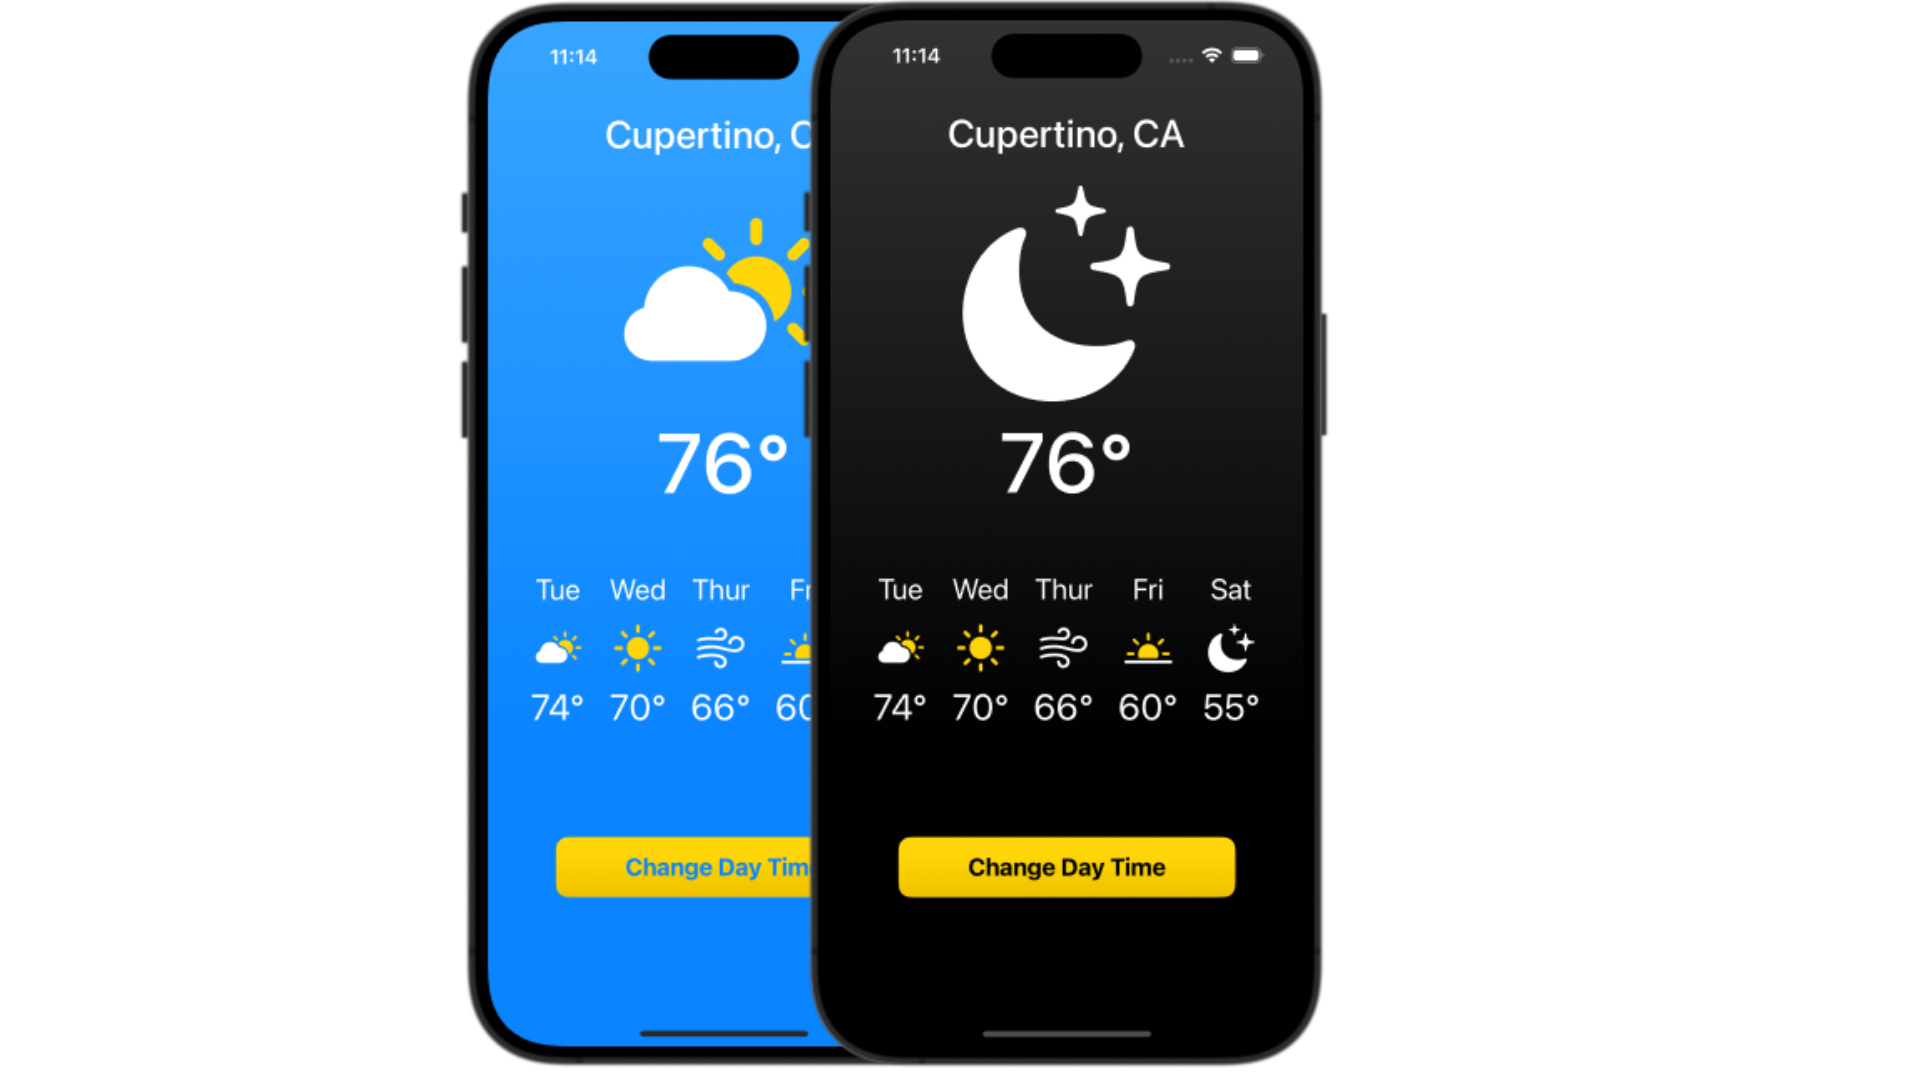 11:14
Cupertino, C
76°
Tue Wed Thur Fr
74° 70° 66° 60
Change Day Tim
11:14
Cupertino, CA
76°
Tue Wed Thur Fri Sat
74° 70° 66° 60° 55°
Change Day Time